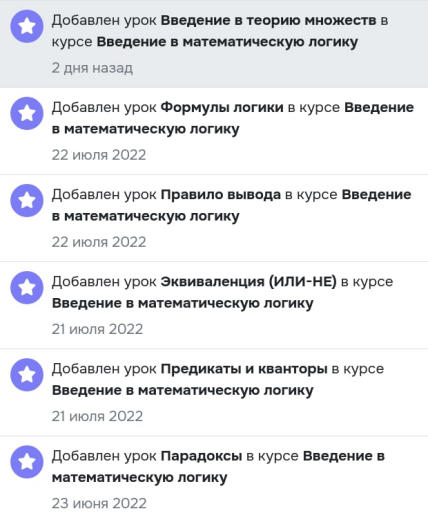 Добавлен урок Введение в теорию множеств в
курсе Введение в математическую логику
2 дня назад
Добавлен урок Формулы логики в курсе Введение
в математическую логику
22 июля 2022
Добавлен урок Правило вывода в курсе Введение
в математическую логику
22 июля 2022
Добавлен урок Эквиваленция (ИЛИ-НЕ) в курсе
Введение в математическую логику
21 июля 2022
Добавлен урок Предикаты и кванторы в курсе
Введение в математическую логику
21 июля 2022
Добавлен урок Парадоксы в курсе Введение в
математическую логику
23 июня 2022